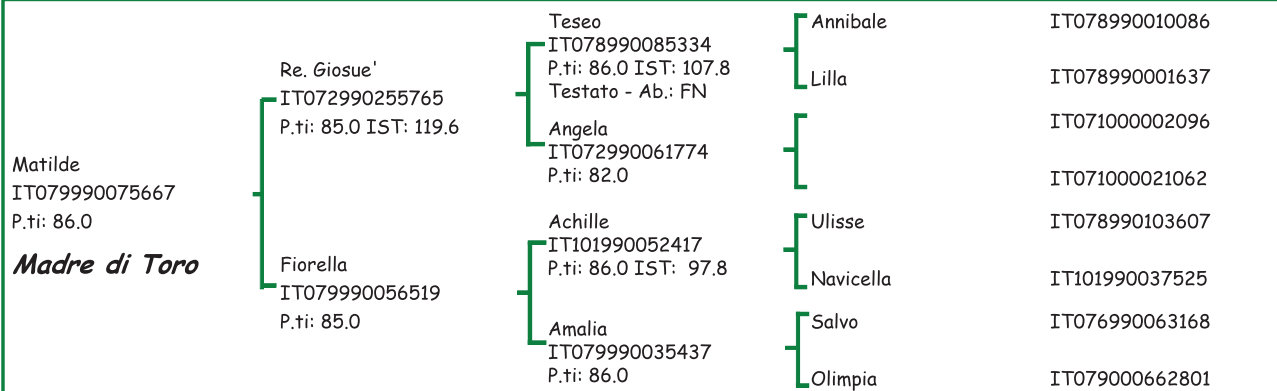 Matilde
IT079990075667
P.ti: 86.0
Madre di Toro
Re. Giosue'
IT072990255765
P.ti: 85.0 IST: 119.6
Fiorella
IT079990056519
P.ti: 85.0
Teseo
IT078990085334
P.ti: 86.0 IST: 107.8
Testato - Ab.: FN
Angela
IT072990061774
P.ti: 82.0
Achille
IT101990052417
P.ti: 86.0 IST:  97.8
Amalia
IT079990035437
P.ti: 86.0
Annibale IT078990010086
Lilla IT078990001637
IT071000002096
IT071000021062
Ulisse IT078990103607
Navicella IT101990037525
Salvo IT076990063168
Olimpia IT079000662801